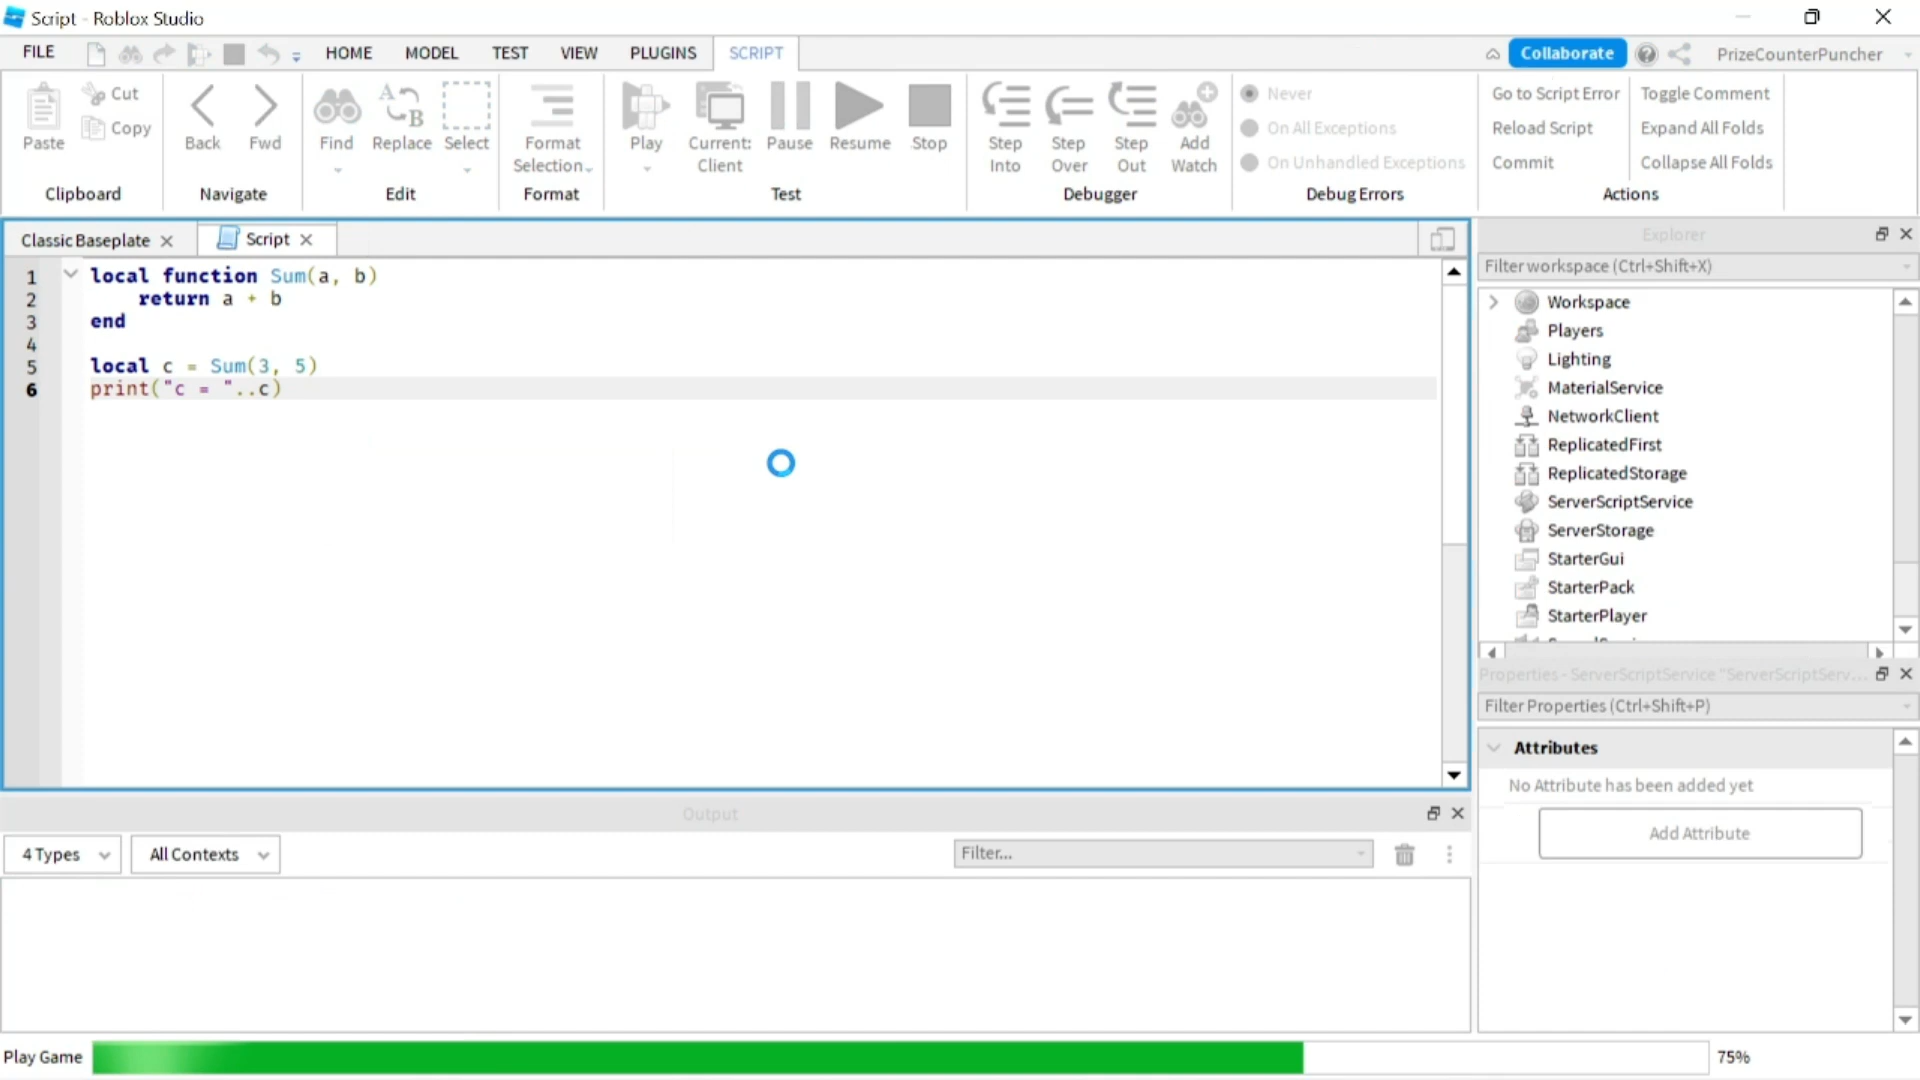 Script - Roblox Studio
FILE HOME MODEL TEST VIEW PLUGINS SCRIPT Collaborate PrizeCounterPuncher
Paste Cut Copy
Back Fwd
Find Replace Select
Format Selection
Play Current: Client Pause Resume Stop
Step Into Step Over Step Out Add Watch
Never
On All Exceptions
On Unhandled Exceptions
Go to Script Error Toggle Comment
Reload Script Expand All Folds
Commit Collapse All Folds
Clipboard Navigate Edit Format Test Debugger Debug Errors Actions
Classic Baseplate Script
1 local function Sum(a, b)
2 return a + b
3 end
4
5 local c = Sum(3, 5)
6 print("c = "..c)
Explorer
Filter workspace (Ctrl+Shift+X)
Workspace
Players
Lighting
MaterialService
NetworkClient
ReplicatedFirst
ReplicatedStorage
ServerScriptService
ServerStorage
StarterGui
StarterPack
StarterPlayer
Properties - ServerScriptService "ServerScriptServ...
Filter Properties (Ctrl+Shift+P)
Attributes
No Attribute has been added yet
Add Attribute
Output
4 Types All Contexts Filter...
Play Game 75%